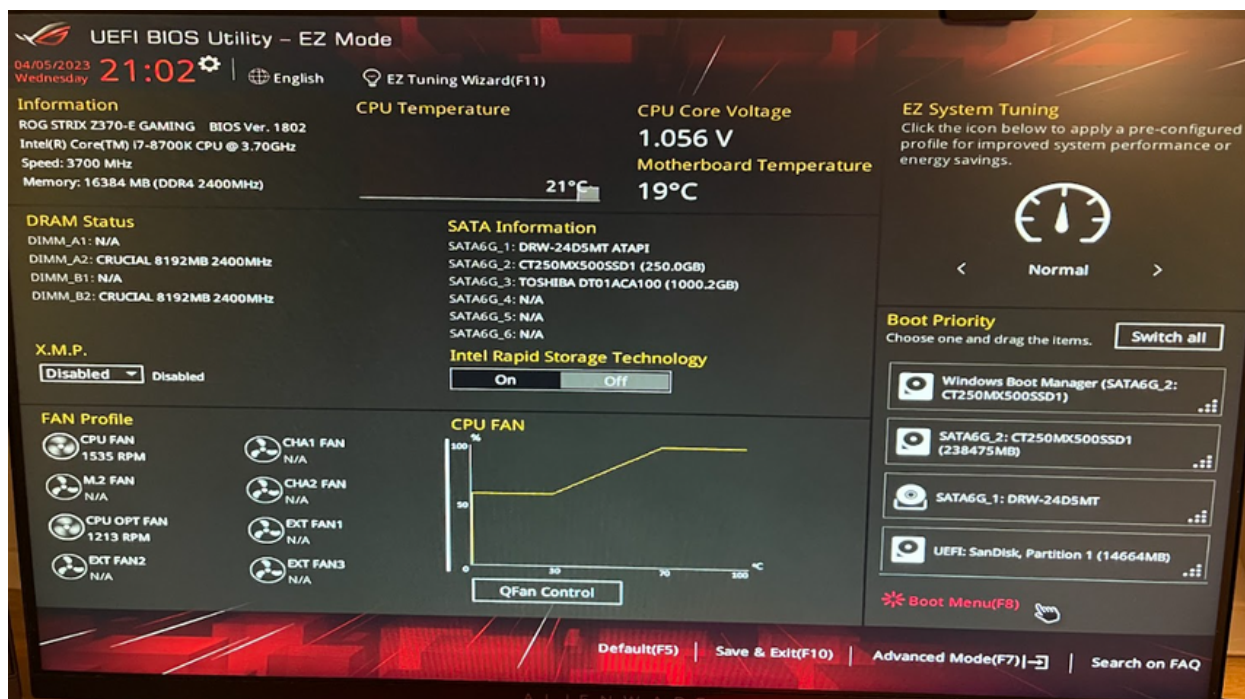 UEFI BIOS Utility – EZ Mode
04/05/2023
Wednesday
21:02
English
EZ Tuning Wizard(F11)
Information
ROG STRIX Z370-E GAMING BIOS Ver. 1802
Intel(R) Core(TM) i7-8700K CPU @ 3.70GHz
Speed: 3700 MHz
Memory: 16384 MB (DDR4 2400MHz)
CPU Temperature
21°C
CPU Core Voltage
1.056 V
Motherboard Temperature
19°C
EZ System Tuning
Click the icon below to apply a pre-configured
profile for improved system performance or
energy savings.
< Normal >
DRAM Status
DIMM_A1: N/A
DIMM_A2: CRUCIAL 8192MB 2400MHz
DIMM_B1: N/A
DIMM_B2: CRUCIAL 8192MB 2400MHz
SATA Information
SATA6G_1: DRW-24D5MT ATAPI
SATA6G_2: CT250MX500SSD1 (250.0GB)
SATA6G_3: TOSHIBA DT01ACA100 (1000.2GB)
SATA6G_4: N/A
SATA6G_5: N/A
SATA6G_6: N/A
X.M.P.
Disabled Disabled
Intel Rapid Storage Technology
On Off
Boot Priority
Choose one and drag the items.
Switch all
Windows Boot Manager (SATA6G_2:
CT250MX500SSD1)
SATA6G_2: CT250MX500SSD1
(238475MB)
SATA6G_1: DRW-24D5MT
UEFI: SanDisk, Partition 1 (14664MB)
Boot Menu(F8)
FAN Profile
CPU FAN
1535 RPM
CHA1 FAN
N/A
M.2 FAN
N/A
CHA2 FAN
N/A
CPU OPT FAN
1213 RPM
EXT FAN1
N/A
EXT FAN2
N/A
EXT FAN3
N/A
CPU FAN
%
100
50
0 30 70 100
°C
QFan Control
Default(F5) | Save & Exit(F10) | Advanced Mode(F7) | Search on FAQ
ALIENWARE